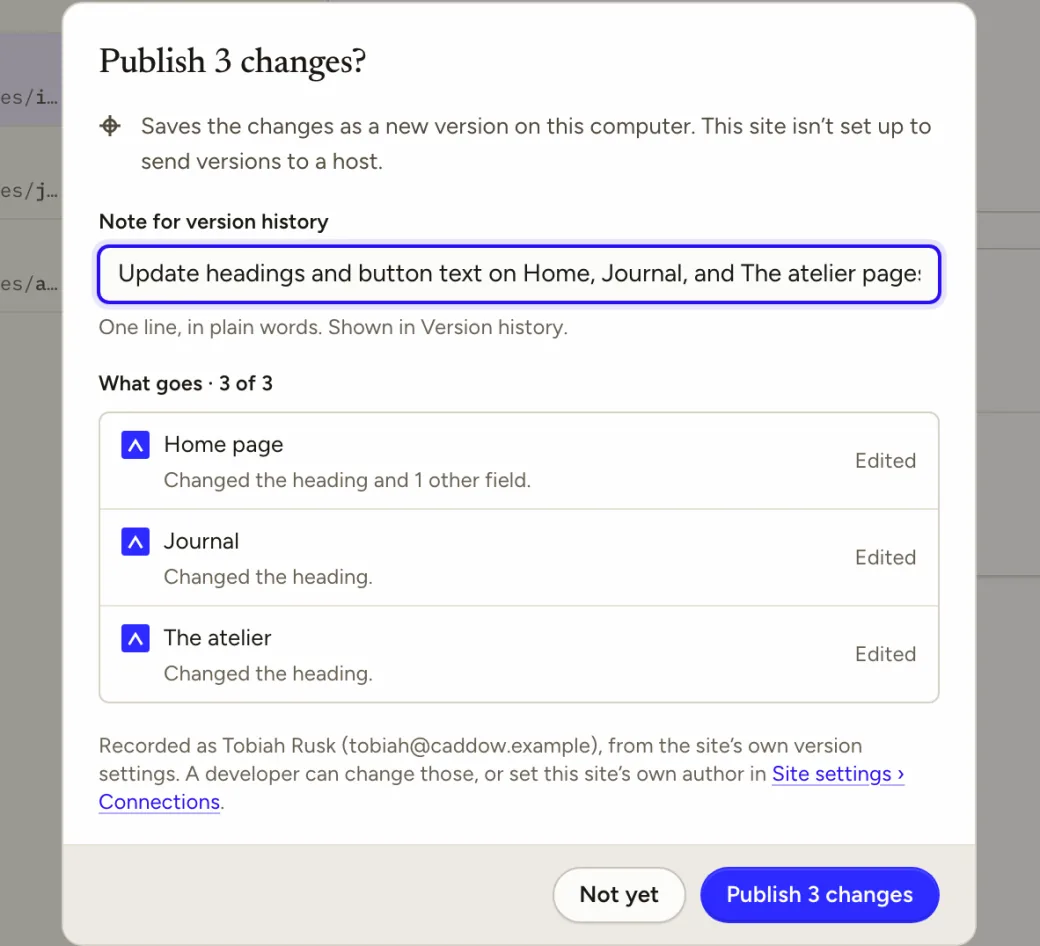 Publish 3 changes?
Saves the changes as a new version on this computer. This site isn’t set up to
send versions to a host.
Note for version history
Update headings and button text on Home, Journal, and The atelier pages
One line, in plain words. Shown in Version history.
What goes · 3 of 3
Home page
Changed the heading and 1 other field.
Edited
Journal
Changed the heading.
Edited
The atelier
Changed the heading.
Edited
Recorded as Tobiah Rusk (tobiah@caddow.example), from the site’s own version
settings. A developer can change those, or set this site’s own author in Site settings ›
Connections.
Not yet
Publish 3 changes
es/i…
es/j…
es/a…